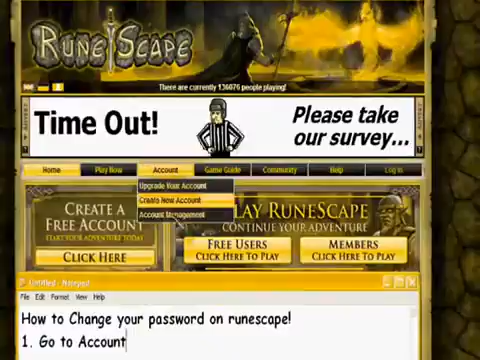 RUNESCAPE
There are currently 136076 people playing!
ADVERT
Time Out!
Please take
our survey...
ADVERT
Home Play Now Account Game Guide Community Help Log In
Upgrade Your Account
Create New Account
Account Management
CREATE A
FREE ACCOUNT
START YOUR ADVENTURE TODAY
CLICK HERE
PLAY RUNESCAPE
CONTINUE YOUR ADVENTURE
FREE USERS
CLICK HERE TO PLAY
MEMBERS
CLICK HERE TO PLAY
Untitled - Notepad
File Edit Format View Help
How to Change your password on runescape!
1. Go to Account